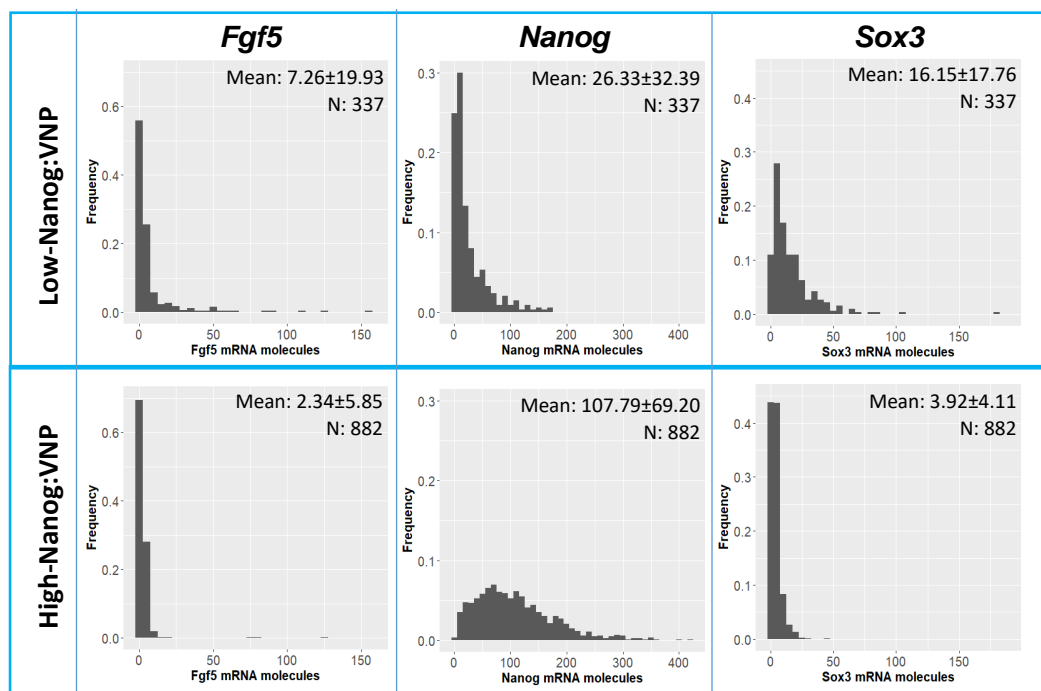 Fgf5
Nanog
Sox3
Low-Nanog:VNP
Mean: 7.26±19.93
N: 337
Frequency
0.6
0.4
0.2
0.0
0
50
100
150
Fgf5 mRNA molecules
Mean: 26.33±32.39
N: 337
Frequency
0.3
0.2
0.1
0.0
0
100
200
300
400
Nanog mRNA molecules
Mean: 16.15±17.76
N: 337
Frequency
0.4
0.3
0.2
0.1
0.0
0
50
100
150
Sox3 mRNA molecules
High-Nanog:VNP
Mean: 2.34±5.85
N: 882
Frequency
0.6
0.4
0.2
0.0
0
50
100
150
Fgf5 mRNA molecules
Mean: 107.79±69.20
N: 882
Frequency
0.3
0.2
0.1
0.0
0
100
200
300
400
Nanog mRNA molecules
Mean: 3.92±4.11
N: 882
Frequency
0.4
0.3
0.2
0.1
0.0
0
50
100
150
Sox3 mRNA molecules